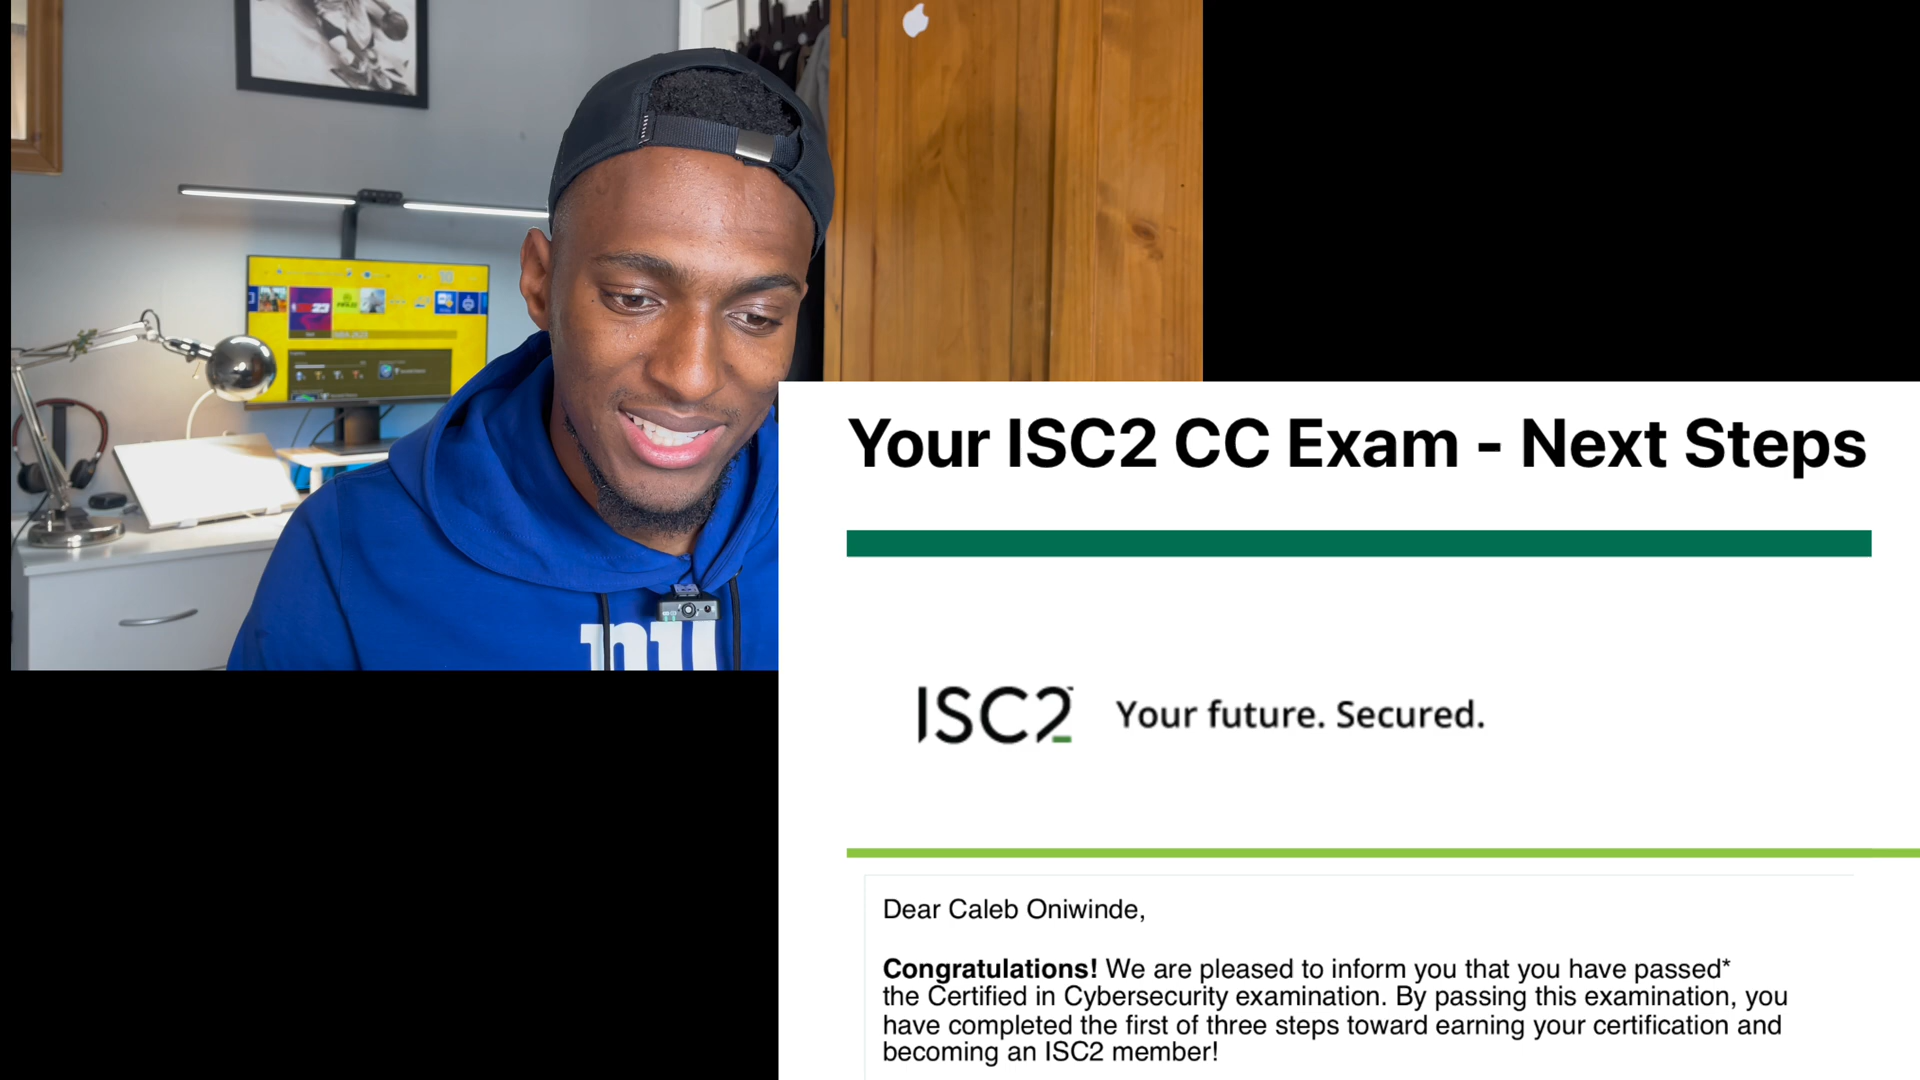 ny
Your ISC2 CC Exam - Next Steps
ISC2 Your future. Secured.
Dear Caleb Oniwinde,
Congratulations! We are pleased to inform you that you have passed*
the Certified in Cybersecurity examination. By passing this examination, you
have completed the first of three steps toward earning your certification and
becoming an ISC2 member!